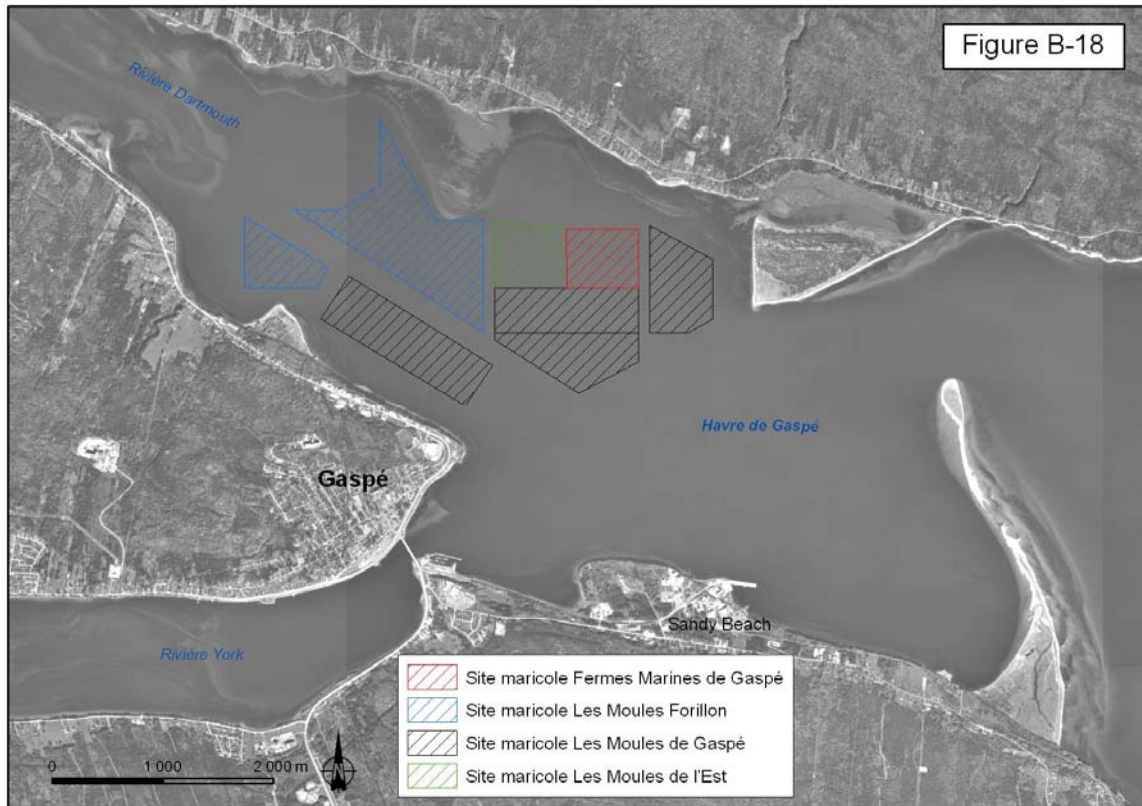 Figure B-18
Rivière Dartmouth
Havre de Gaspé
Gaspé
Sandy Beach
Rivière York
Site maricole Fermes Marines de Gaspé
Site maricole Les Moules Forillon
Site maricole Les Moules de Gaspé
Site maricole Les Moules de l'Est
0 1 000 2 000 m
N